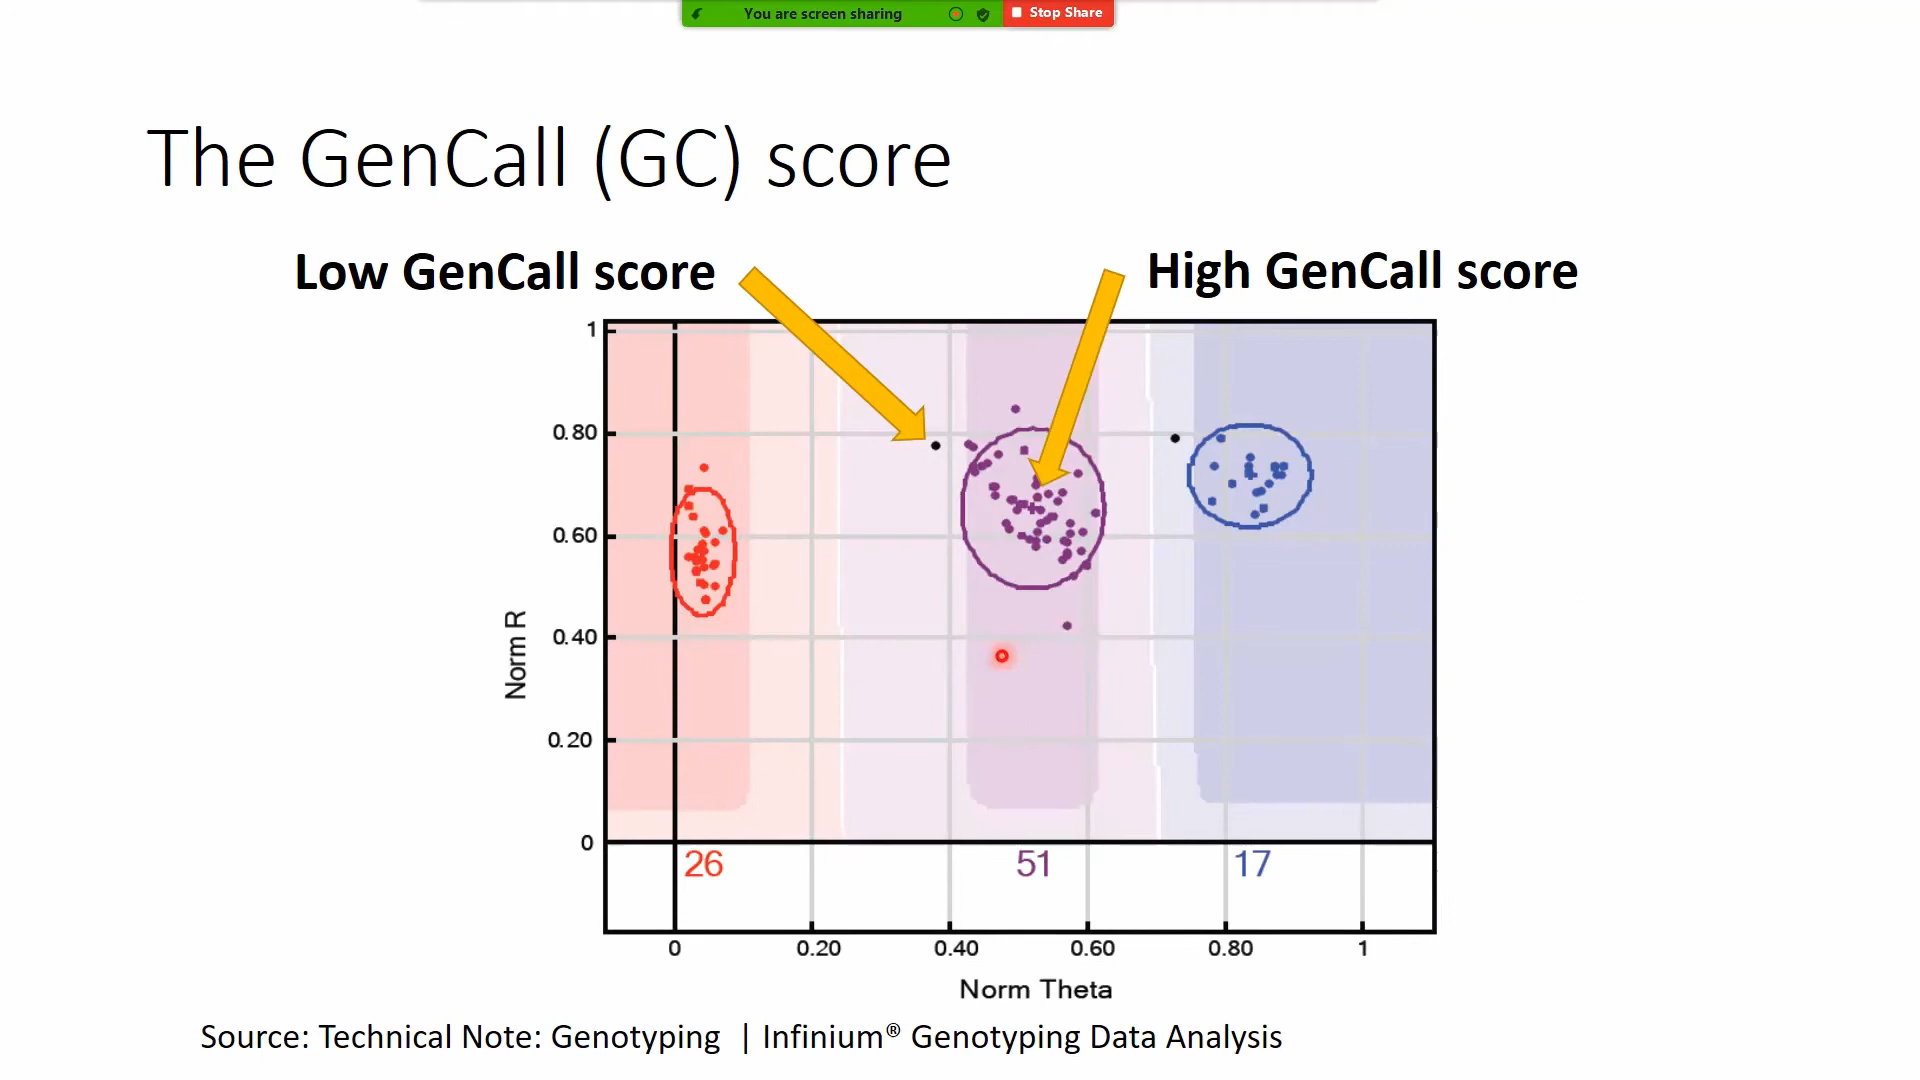 You are screen sharing
Stop Share
The GenCall (GC) score
Low GenCall score
High GenCall score
1
0.80
0.60
0.40
0.20
0
Norm R
26
51
17
0
0.20
0.40
0.60
0.80
1
Norm Theta
Source: Technical Note: Genotyping | Infinium® Genotyping Data Analysis